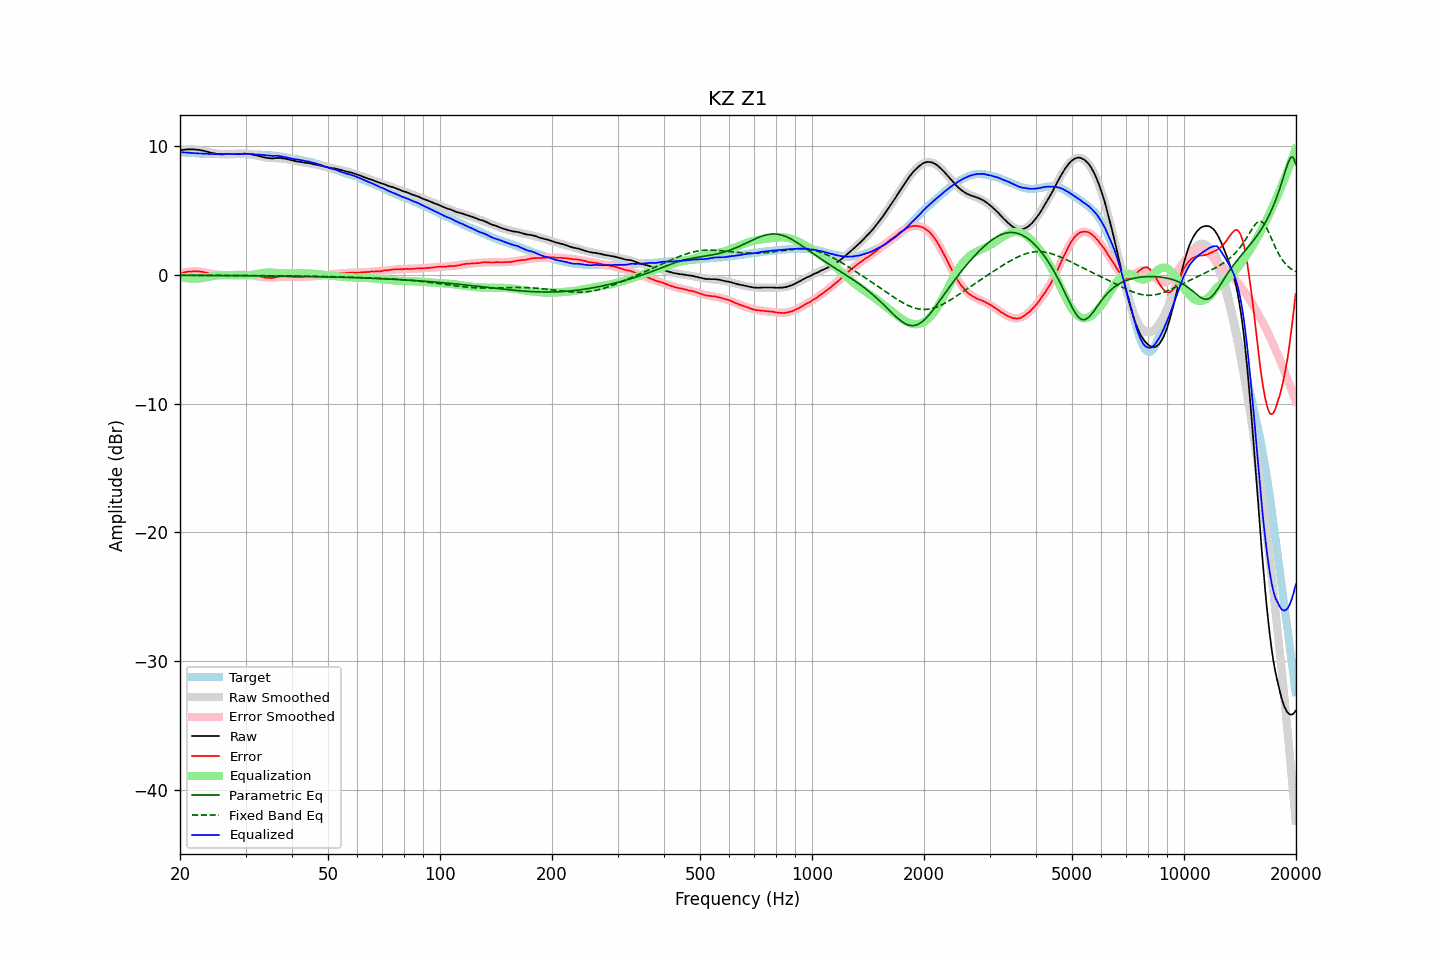 KZ Z1
10
0
−10
−20
−30
−40
Amplitude (dBr)
Target
Raw Smoothed
Error Smoothed
Raw
Error
Equalization
Parametric Eq
Fixed Band Eq
Equalized
20 50 100 200 500 1000 2000 5000 10000 20000
Frequency (Hz)